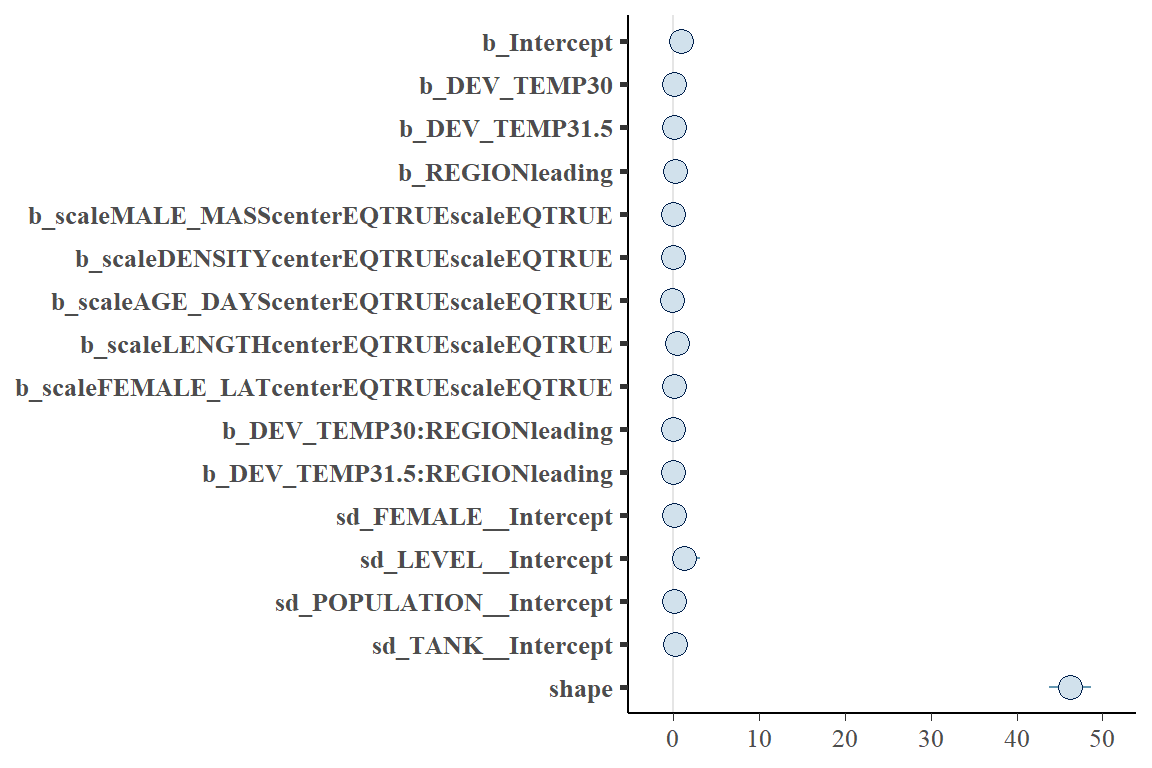 b_Intercept
b_DEV_TEMP30
b_DEV_TEMP31.5
b_REGIONleading
b_scaleMALE_MASScenterEQTRUEscaleEQTRUE
b_scaleDENSITYcenterEQTRUEscaleEQTRUE
b_scaleAGE_DAYScenterEQTRUEscaleEQTRUE
b_scaleLENGTHcenterEQTRUEscaleEQTRUE
b_scaleFEMALE_LATcenterEQTRUEscaleEQTRUE
b_DEV_TEMP30:REGIONleading
b_DEV_TEMP31.5:REGIONleading
sd_FEMALE__Intercept
sd_LEVEL__Intercept
sd_POPULATION__Intercept
sd_TANK__Intercept
shape
0 10 20 30 40 50